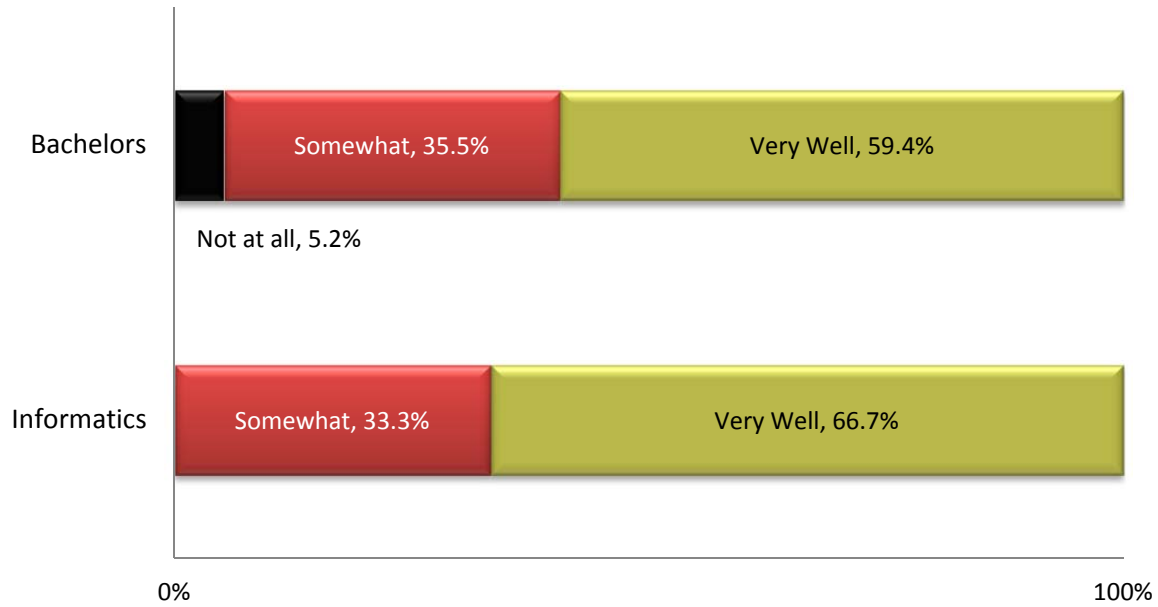 Bachelors
Somewhat, 35.5%
Very Well, 59.4%
Not at all, 5.2%
Informatics
Somewhat, 33.3%
Very Well, 66.7%
0%
100%